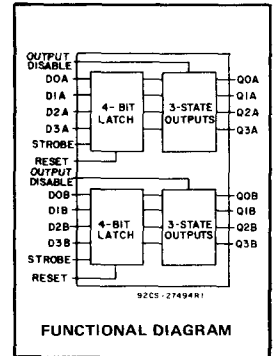 OUTPUT
DISABLE
D0A
D1A
D2A
D3A
STROBE
RESET
4-BIT
LATCH
3-STATE
OUTPUTS
Q0A
Q1A
Q2A
Q3A
OUTPUT
DISABLE
D0B
D1B
D2B
D3B
STROBE
RESET
4-BIT
LATCH
3-STATE
OUTPUTS
Q0B
Q1B
Q2B
Q3B
92CS-27494R1
FUNCTIONAL DIAGRAM